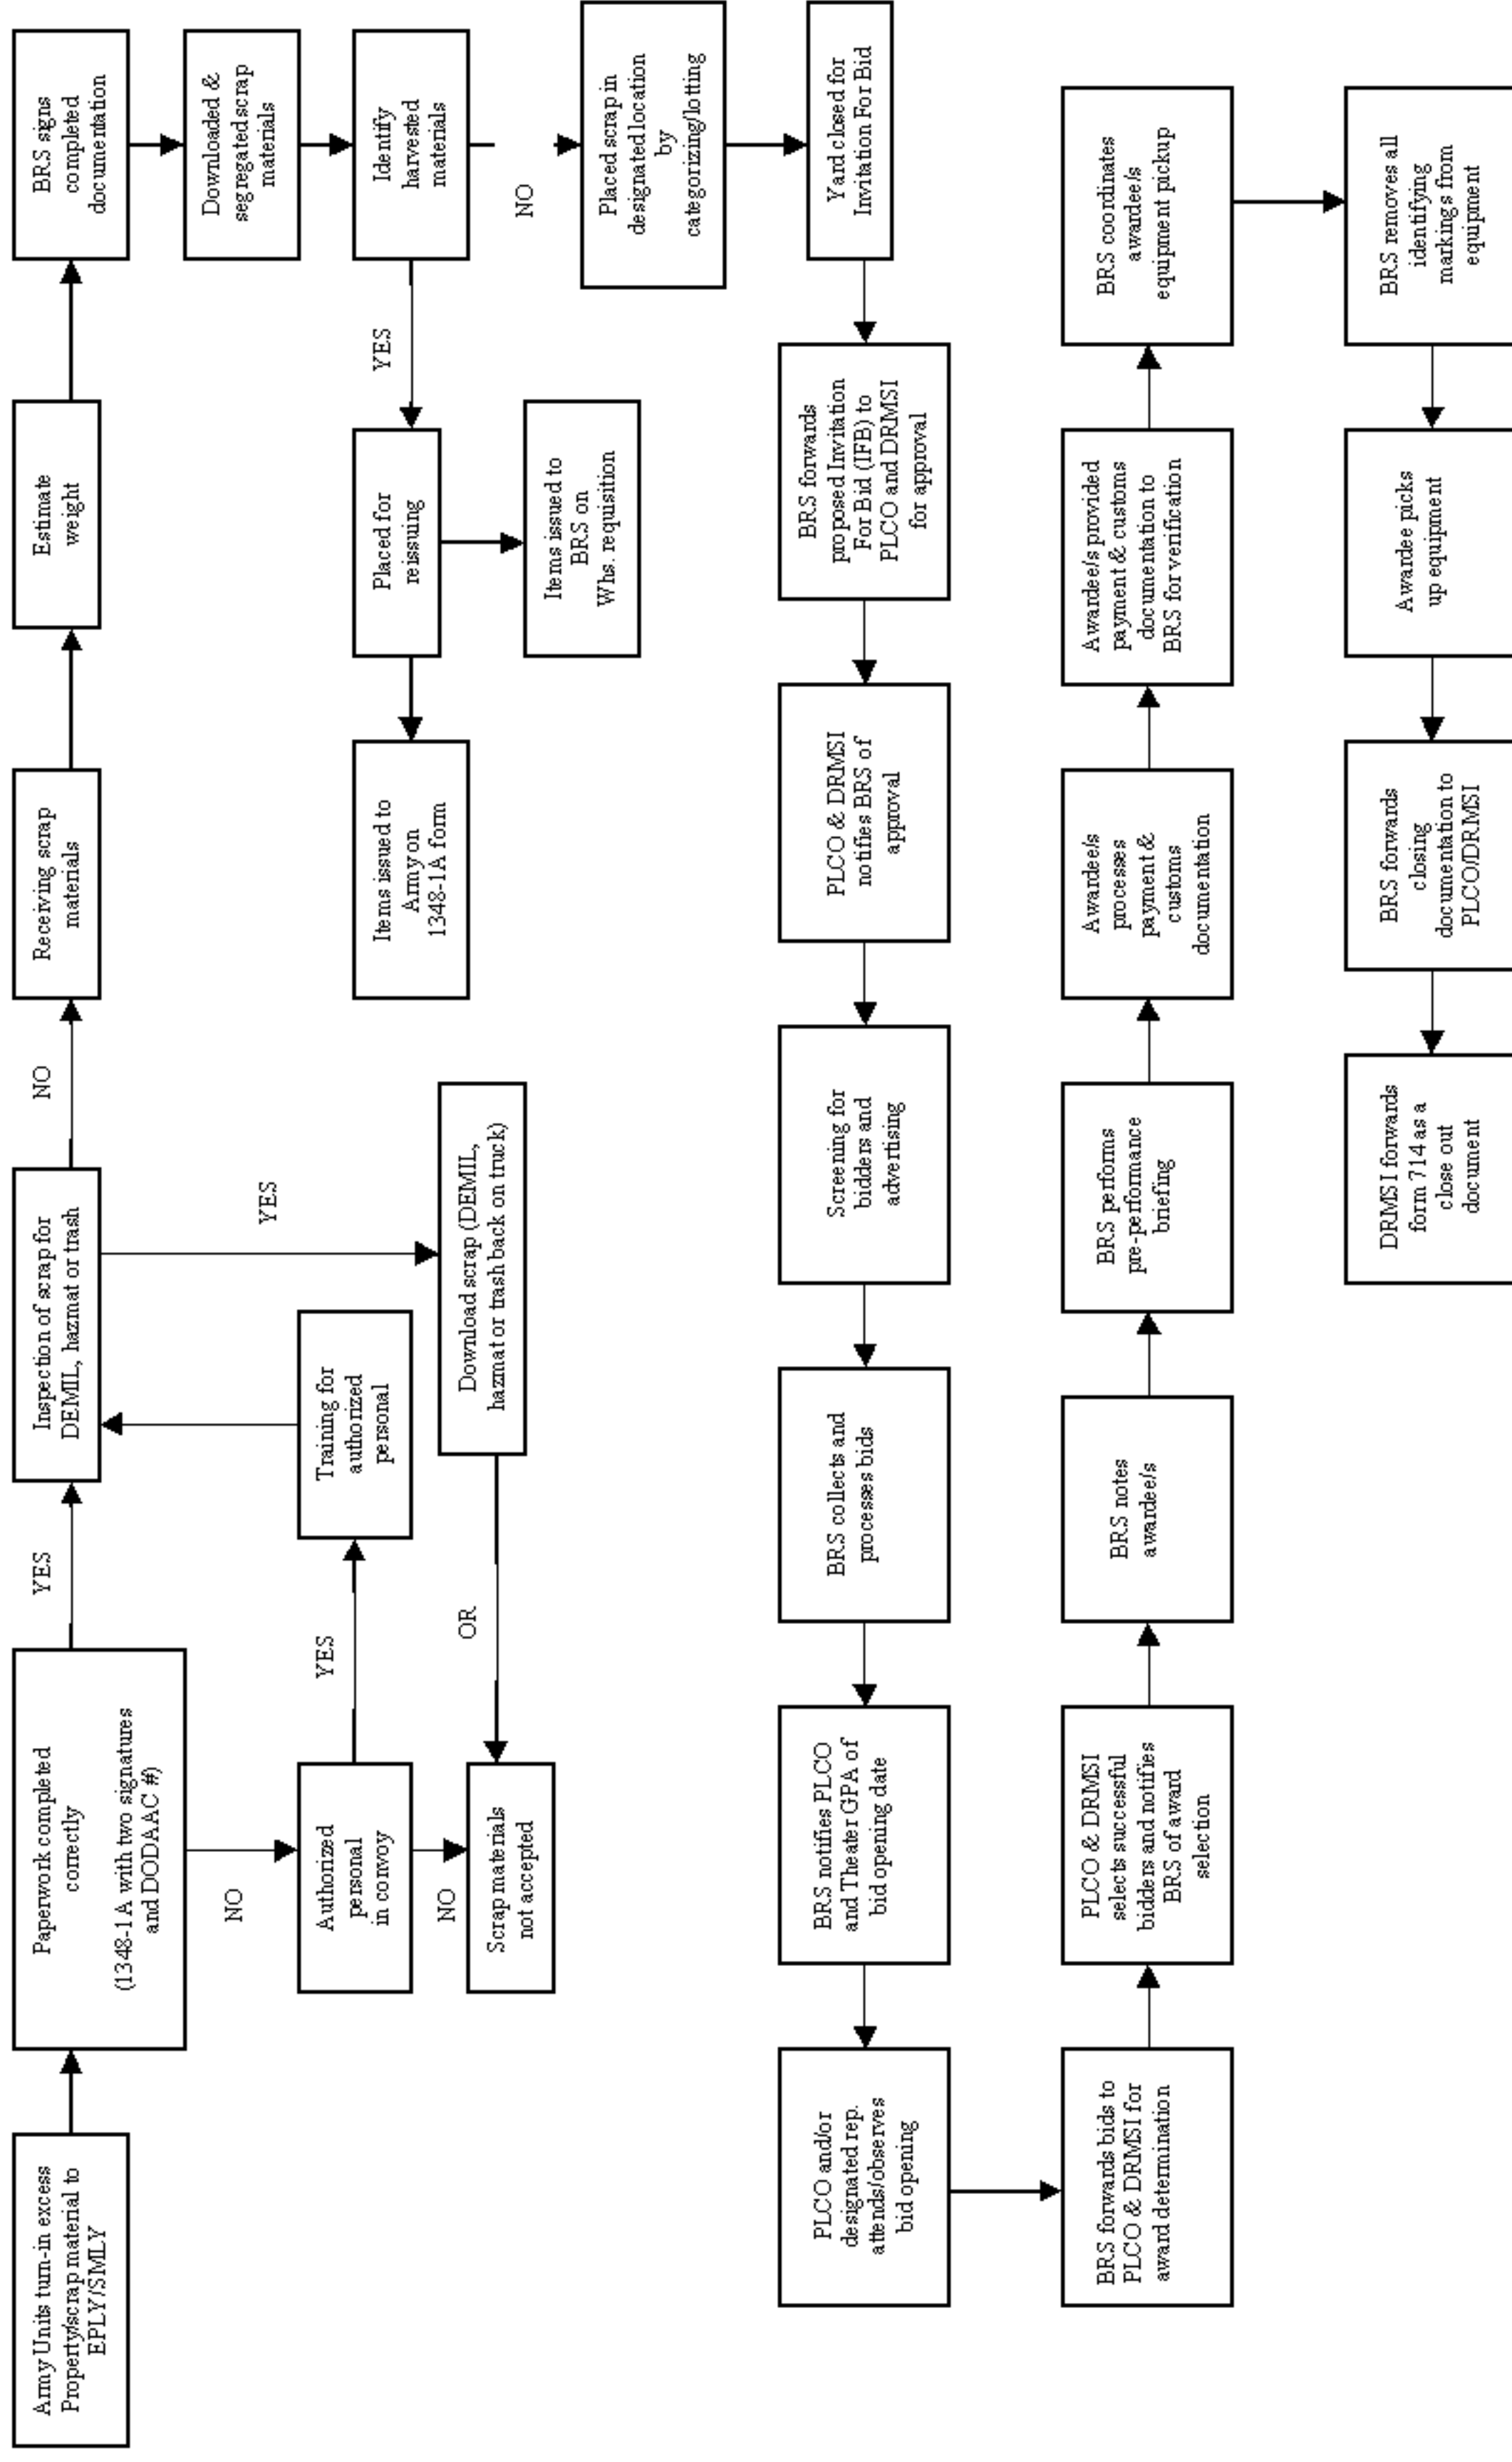 Army Units turn-in excess
Property/scrap material to
EPLY/SMLY
Paperwork completed
correctly
(1348-1A with two signatures
and DODAAC #)
YES
Inspection of scrap for
DEMIL, hazmat or trash
NO
Receiving scrap
materials
Estimate
weight
BRS signs
completed
documentation
NO
Authorized
personal
in convoy
YES
Training for
authorized
personal
YES
NO
Scrap materials
not accepted
OR
Download scrap (DEMIL,
hazmat or trash back on truck)
Downloaded &
segregated scrap
materials
Identify
harvested
materials
YES
Placed for
reissuing
Items issued to
Army on
1348-1A form
Items issued to
BRS on
Whs. requisition
NO
Placed scrap in
designated location
by
categorizing/lotting
Yard closed for
Invitation For Bid
BRS forwards
proposed Invitation
For Bid (IFB) to
PLCO and DRMSI
for approval
PLCO & DRMSI
notifies BRS of
approval
Screening for
bidders and
advertising
BRS collects and
processes bids
BRS notifies PLCO
and Theater GPA of
bid opening date
PLCO and/or
designated rep.
attends/observes
bid opening
BRS forwards bids to
PLCO & DRMSI for
award determination
PLCO & DRMSI
selects successful
bidders and notifies
BRS of award
selection
BRS notes
awardee/s
BRS performs
pre-performance
briefing
Awardee/s
processes
payment &
customs
documentation
Awardee/s provided
payment & customs
documentation to
BRS for verification
BRS coordinates
awardee/s
equipment pickup
BRS removes all
identifying
markings from
equipment
Awardee picks
up equipment
BRS forwards
closing
documentation to
PLCO/DRMSI
DRMSI forwards
form 714 as a
close out
document